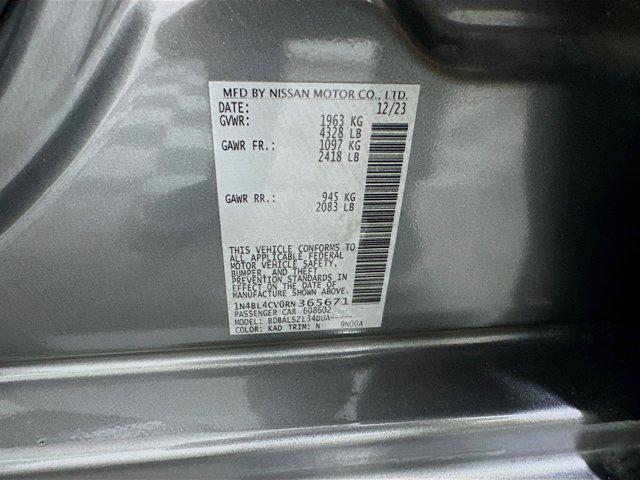 MFD BY NISSAN MOTOR CO., LTD.
DATE: 12/23
GVWR: 1963 KG
4328 LB
GAWR FR.: 1097 KG
2418 LB
GAWR RR.: 945 KG
2083 LB
THIS VEHICLE CONFORMS TO
ALL APPLICABLE FEDERAL
MOTOR VEHICLE SAFETY,
BUMPER, AND THEFT
PREVENTION STANDARDS IN
EFFECT ON THE DATE OF
MANUFACTURE SHOWN ABOVE.
1N4BL4CV0RN365671
PASSENGER CAR 608602
MODEL:
COLOR: KAD TRIM: N 9N00A